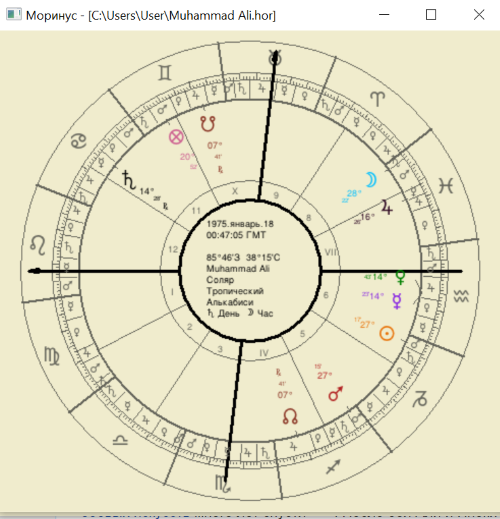 Моринус - [C:\Users\User\Muhammad Ali.hor]
X
11
9
20°
07°
12
8
28°
14°
16°
1975.январь.18
00:47:05 ГМТ
85°46'3 38°15'С
Muhammad Ali
Соляр
Тропический
Алькабиси
♄ День ☽ Час
VII
14°
I
14°
6
27°
2
5
3
IV
27°
07°